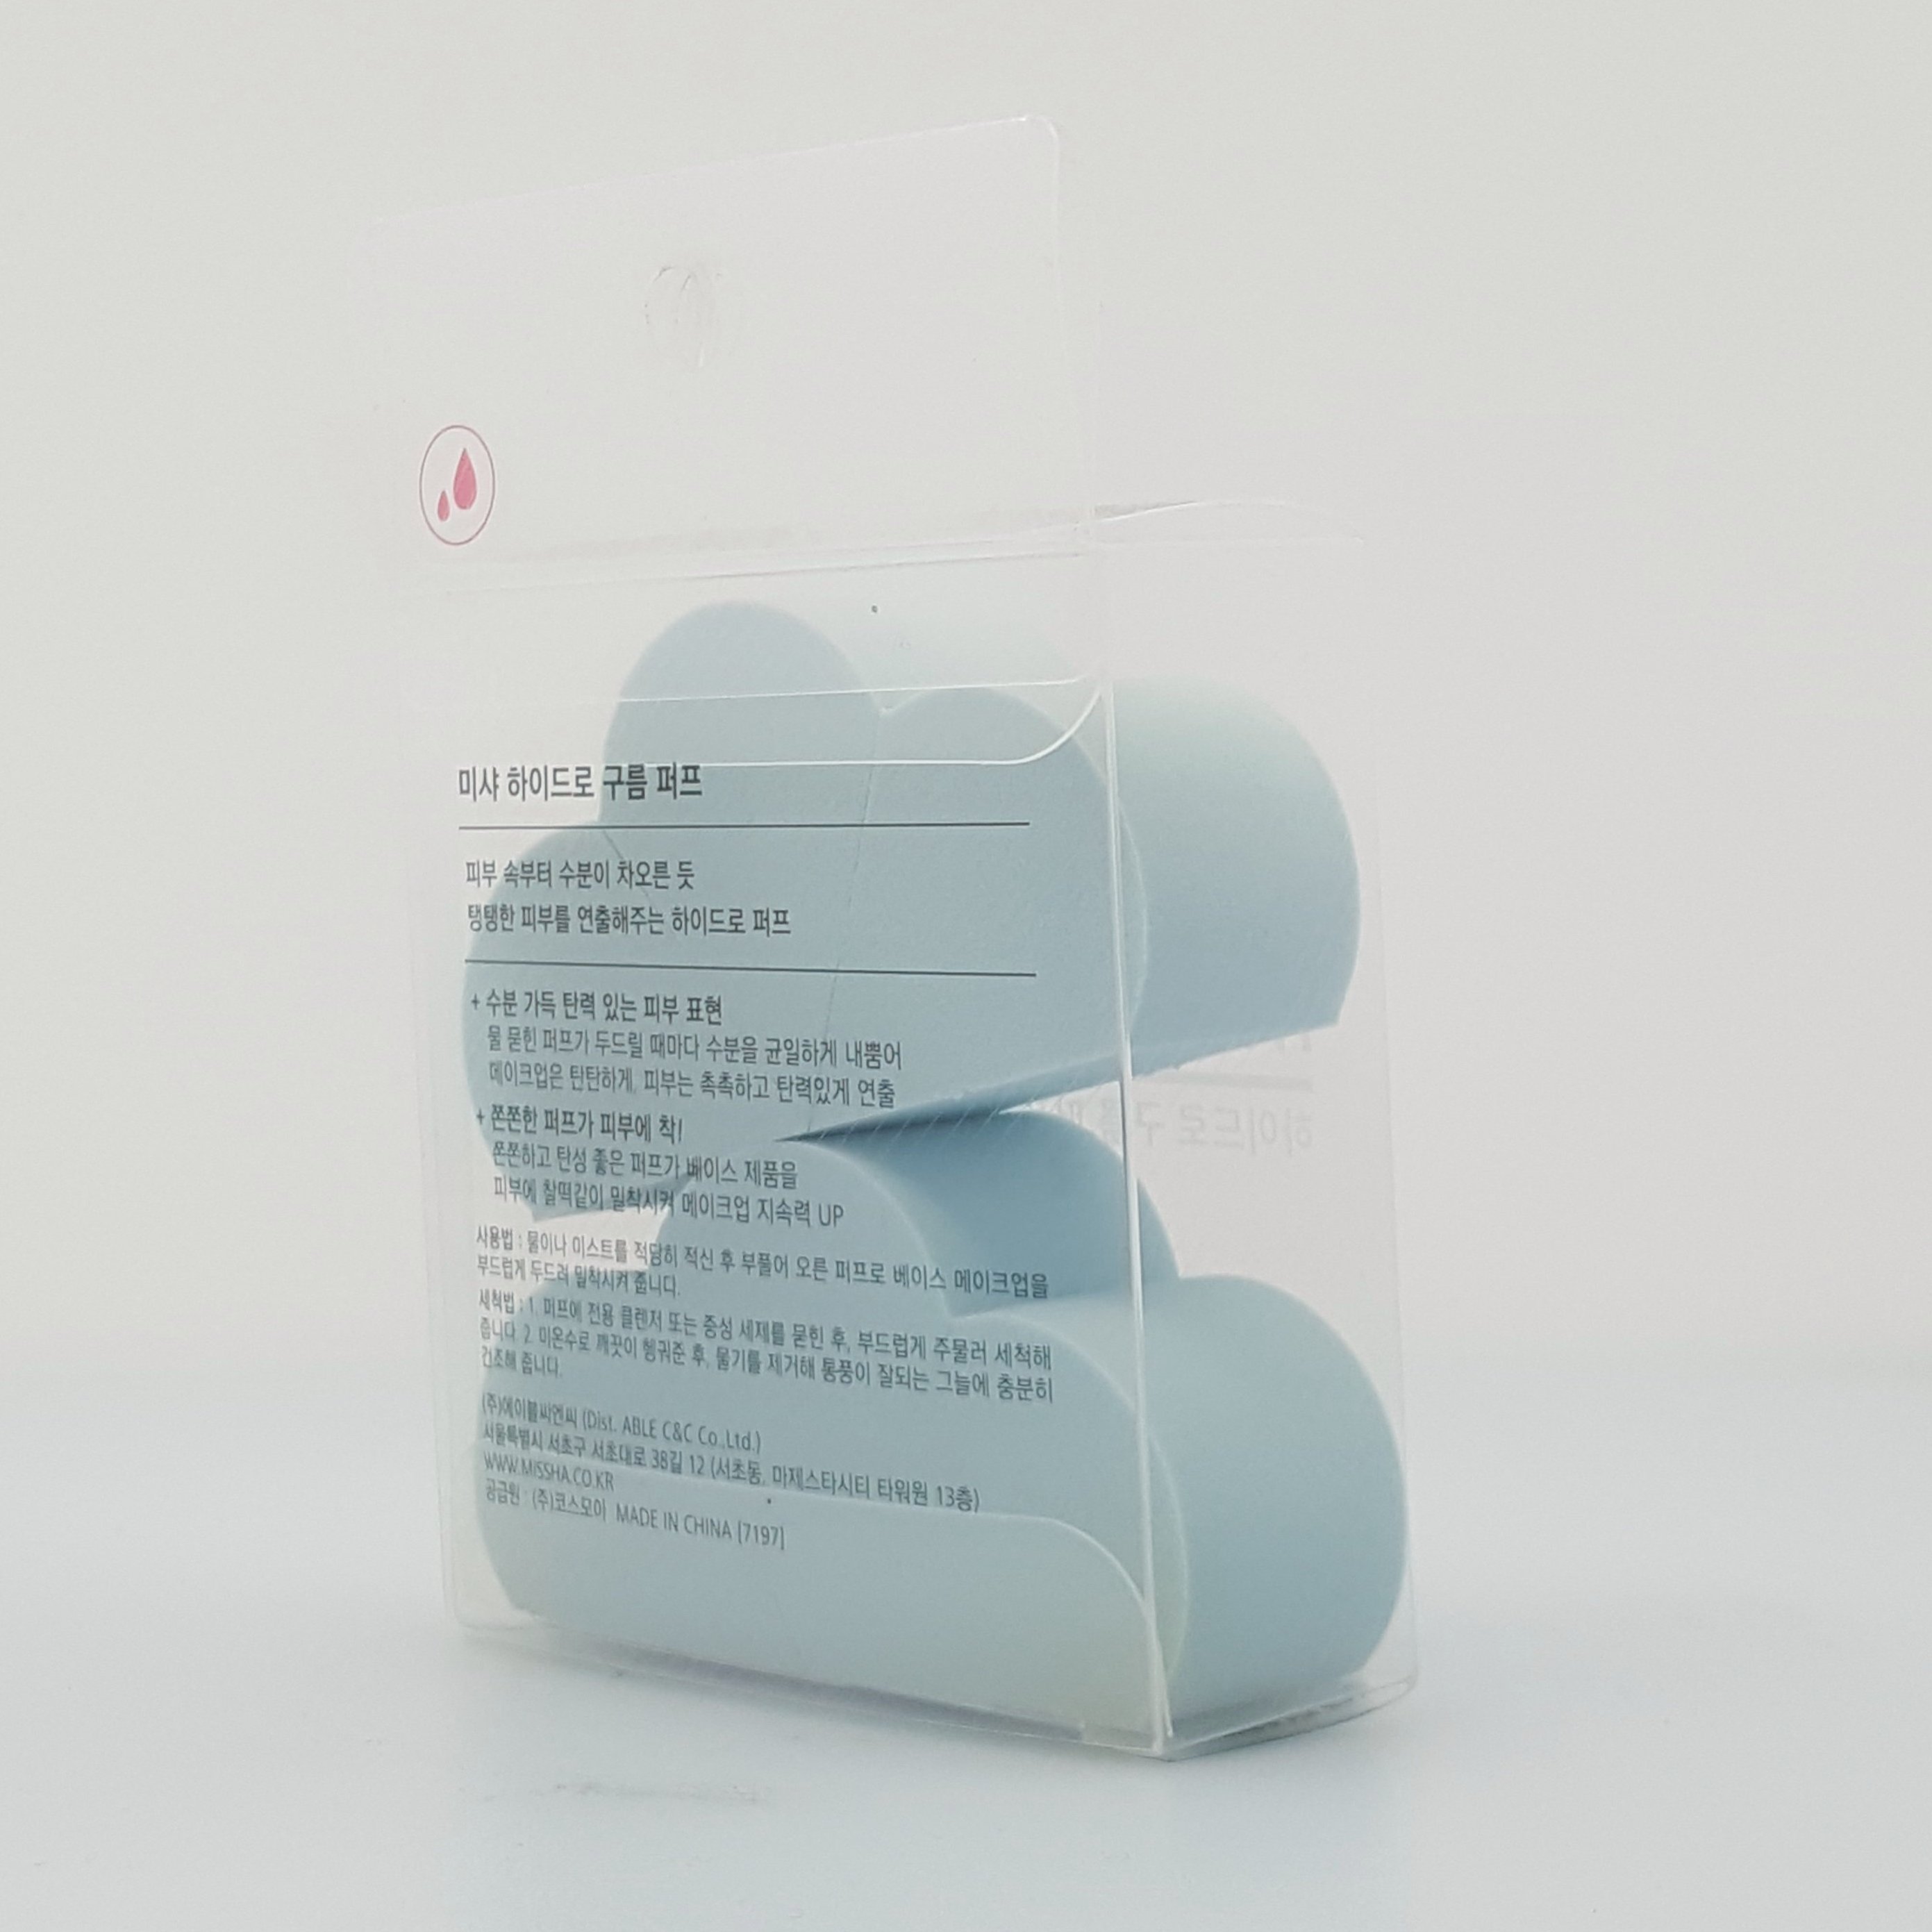 미샤 하이드로 구름 퍼프
피부 속부터 수분이 차오른 듯
탱탱한 피부를 연출해주는 하이드로 퍼프
+ 수분 가득 탄력 있는 피부 표현
물 묻힌 퍼프가 두드릴 때마다 수분을 균일하게 내뿜어
메이크업은 탄탄하게, 피부는 촉촉하고 탄력있게 연출
+ 쫀쫀한 퍼프가 피부에 착!
쫀쫀하고 탄성 좋은 퍼프가 베이스 제품을
피부에 찰떡같이 밀착시켜 메이크업 지속력 UP
사용법 : 물이나 미스트를 적당히 적신 후 부풀어 오른 퍼프로 베이스 메이크업을
부드럽게 두드려 밀착시켜 줍니다.
세척법 : 1. 퍼프에 전용 클렌저 또는 중성 세제를 묻힌 후, 부드럽게 주물러 세척해
줍니다. 2. 미온수로 깨끗이 헹궈준 후, 물기를 제거해 통풍이 잘되는 그늘에 충분히
건조해 줍니다.
(주)에이블씨엔씨 (Dist. ABLE C&C Co.,Ltd.)
서울특별시 서초구 서초대로 38길 12 (서초동, 마제스타시티 타워원 13층)
WWW.MISSHA.CO.KR
공급원 : (주)코스모아 MADE IN CHINA [7197]
하이드로 구름